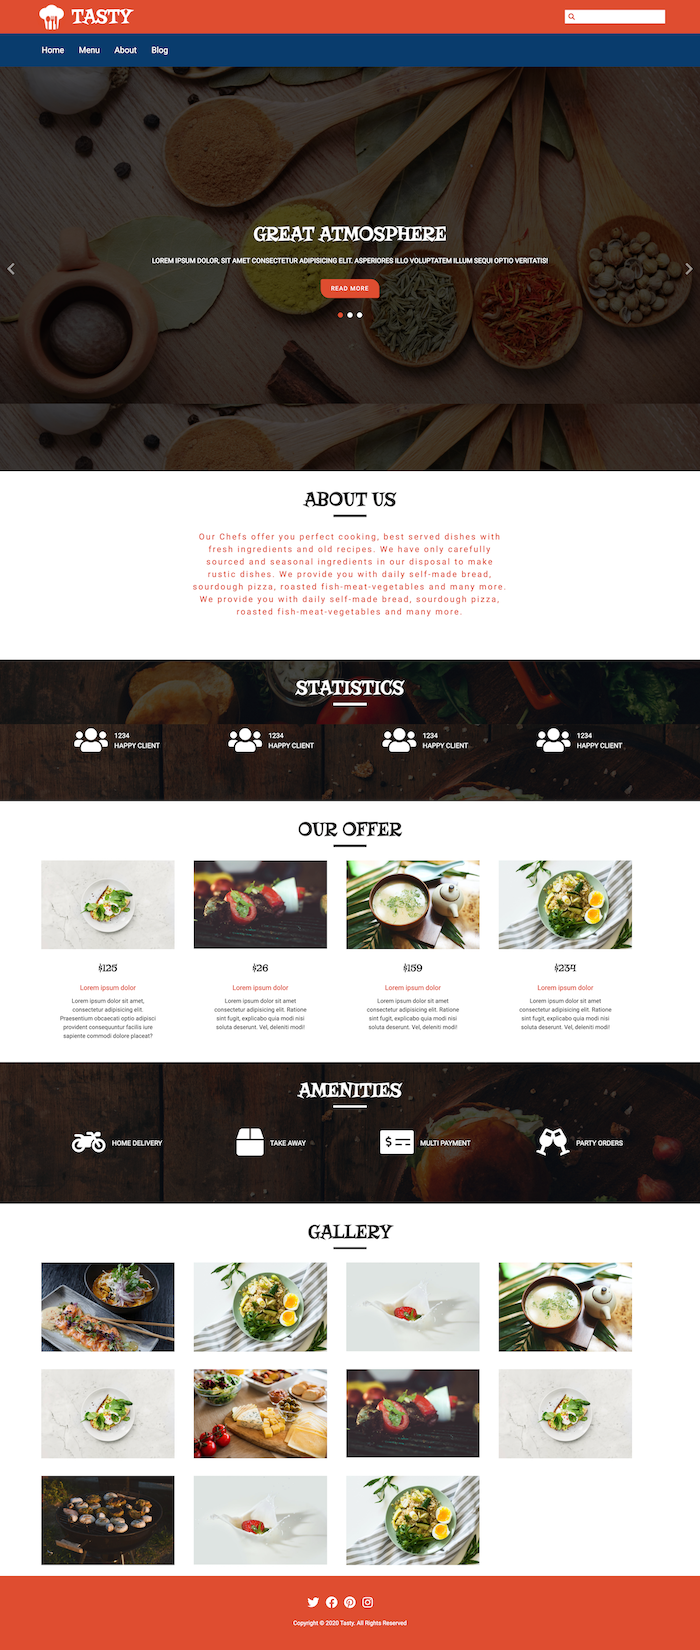 TASTY
Home Menu About Blog
GREAT ATMOSPHERE
LOREM IPSUM DOLOR, SIT AMET CONSECTETUR ADIPISICING ELIT. ASPERIORES ILLO VOLUPTATEM ILLUM SEQUI OPTIO VERITATIS!
READ MORE
ABOUT US
Our Chefs offer you perfect cooking, best served dishes with
fresh ingredients and old recipes. We have only carefully
sourced and seasonal ingredients in our disposal to make
rustic dishes. We provide you with daily self-made bread,
sourdough pizza, roasted fish-meat-vegetables and many more.
We provide you with daily self-made bread, sourdough pizza,
roasted fish-meat-vegetables and many more.
STATISTICS
1234
HAPPY CLIENT
1234
HAPPY CLIENT
1234
HAPPY CLIENT
1234
HAPPY CLIENT
OUR OFFER
$125
Lorem ipsum dolor
Lorem ipsum dolor sit amet,
consectetur adipisicing elit.
Praesentium obcaecati optio adipisci
provident consequuntur facilis iure
sapiente commodi dolore placeat?
$26
Lorem ipsum dolor
Lorem ipsum dolor sit amet
consectetur adipisicing elit. Ratione
sint fugit, explicabo quia modi nisi
soluta deserunt. Vel, deleniti modi!
$159
Lorem ipsum dolor
Lorem ipsum dolor sit amet
consectetur adipisicing elit. Ratione
sint fugit, explicabo quia modi nisi
soluta deserunt. Vel, deleniti modi!
$234
Lorem ipsum dolor
Lorem ipsum dolor sit amet
consectetur adipisicing elit. Ratione
sint fugit, explicabo quia modi nisi
soluta deserunt. Vel, deleniti modi!
AMENITIES
HOME DELIVERY
TAKE AWAY
MULTI PAYMENT
PARTY ORDERS
GALLERY
Copyright © 2020 Tasty. All Rights Reserved